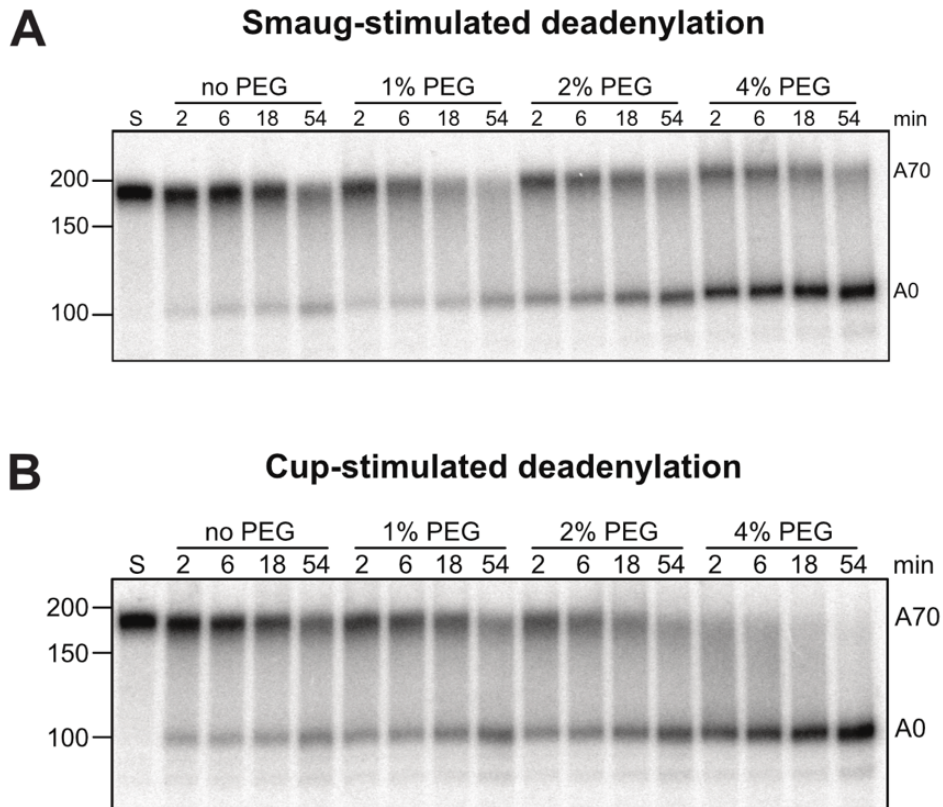 A
Smaug-stimulated deadenylation
no PEG 1% PEG 2% PEG 4% PEG
S 2 6 18 54 2 6 18 54 2 6 18 54 2 6 18 54 min
200 A70
150
A0
100
B
Cup-stimulated deadenylation
no PEG 1% PEG 2% PEG 4% PEG
S 2 6 18 54 2 6 18 54 2 6 18 54 2 6 18 54 min
200 A70
150
100 A0